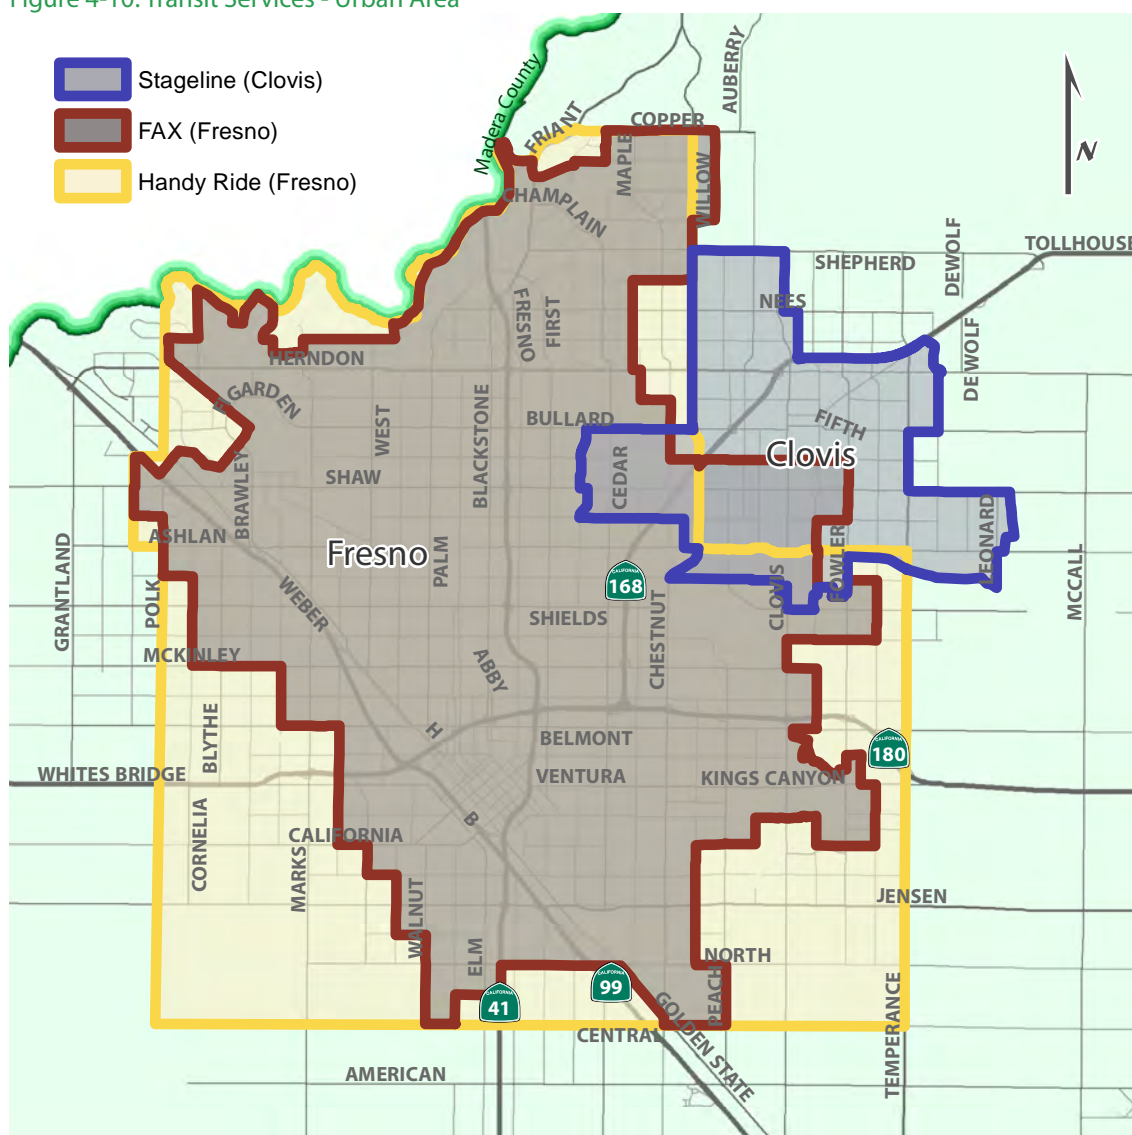 Figure 4-10: Transit Services - Urban Area
Stageline (Clovis)
FAX (Fresno)
Handy Ride (Fresno)
Madera County
FRIANT
COPPER
AUBERRY
N
MAPLE
WILLOW
CHAMPLAIN
TOLLHOUSE
SHEPHERD
DEWOLF
NEES
FRESNO
FIRST
HERNDON
DE WOLF
GARDEN
WEST
BLACKSTONE
BULLARD
FIFTH
Clovis
SHAW
CEDAR
BRAWLEY
ASHLAN
Fresno
PALM
FOWLER
LEONARD
GRANTLAND
POLK
WEBER
CALIFORNIA
168
CLOVIS
MCCALL
SHIELDS
CHESTNUT
MCKINLEY
ABBY
BLYTHE
H
BELMONT
CALIFORNIA
180
WHITES BRIDGE
VENTURA
KINGS CANYON
B
CORNELIA
CALIFORNIA
MARKS
JENSEN
WALNUT
ELM
NORTH
CALIFORNIA
99
PEACH
CALIFORNIA
41
GOLDEN STATE
TEMPERANCE
CENTRAL
AMERICAN